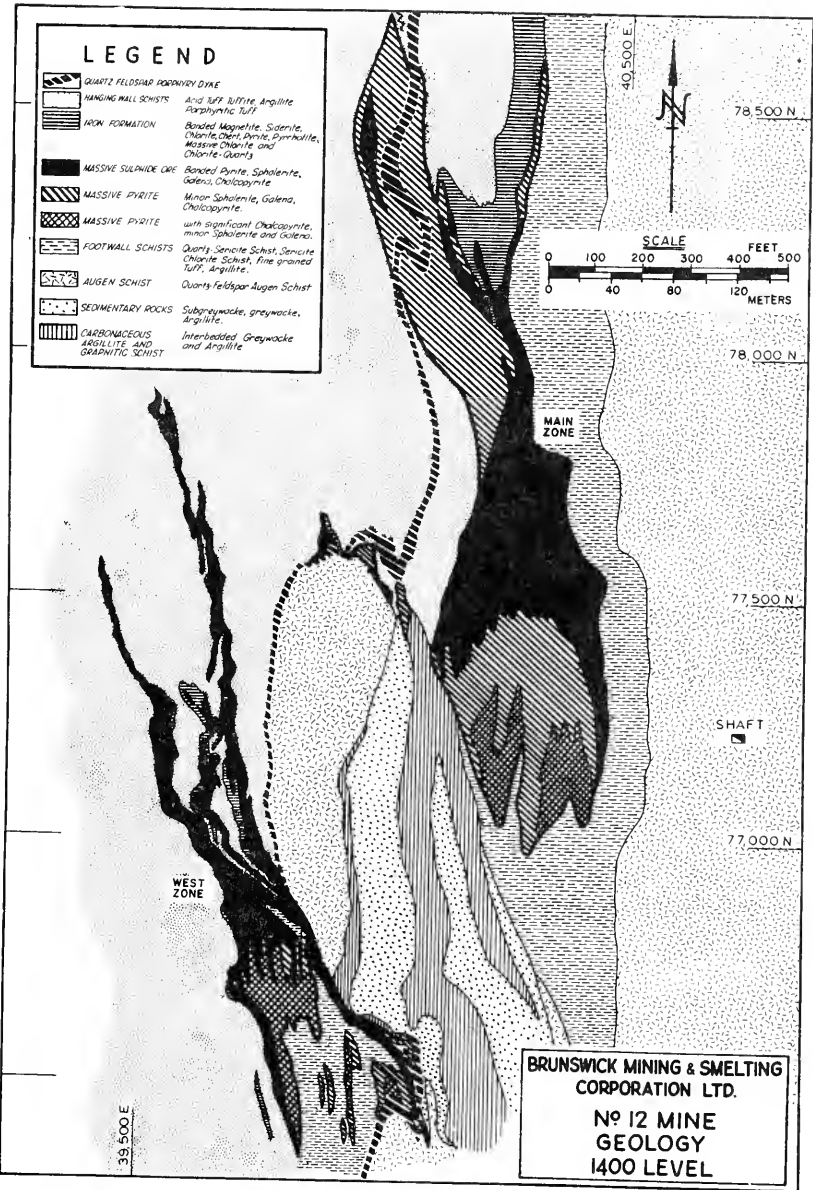 LEGEND
QUARTZ FELDSPAR PORPHYRY DYKE
HANGING WALL SCHISTS Acid Tuff Tuffite, Argillite
Porphyritic Tuff
IRON FORMATION Banded Magnetite, Siderite,
Chlorite, Chert, Pyrite, Pyrrhotite,
Massive Chlorite and
Chlorite-Quartz
MASSIVE SULPHIDE ORE Banded Pyrite, Sphalerite,
Galena, Chalcopyrite
MASSIVE PYRITE Minor Sphalerite, Galena,
Chalcopyrite.
MASSIVE PYRITE with significant Chalcopyrite,
minor Sphalerite and Galena.
FOOTWALL SCHISTS Quartz-Sericite Schist, Sericite
Chlorite Schist, Fine grained
Tuff, Argillite.
AUGEN SCHIST Quartz-Feldspar Augen Schist
SEDIMENTARY ROCKS Subgreywacke, greywacke,
Argillite.
CARBONACEOUS Interbedded Greywacke
ARGILLITE AND and Argillite
GRAPHITIC SCHIST
40,500 E
N
78,500 N
SCALE FEET
0 100 200 300 400 500
0 40 80 120
METERS
78,000 N
MAIN
ZONE
77,500 N
SHAFT
77,000 N
WEST
ZONE
39,500 E
BRUNSWICK MINING & SMELTING
CORPORATION LTD.
Nº 12 MINE
GEOLOGY
1400 LEVEL